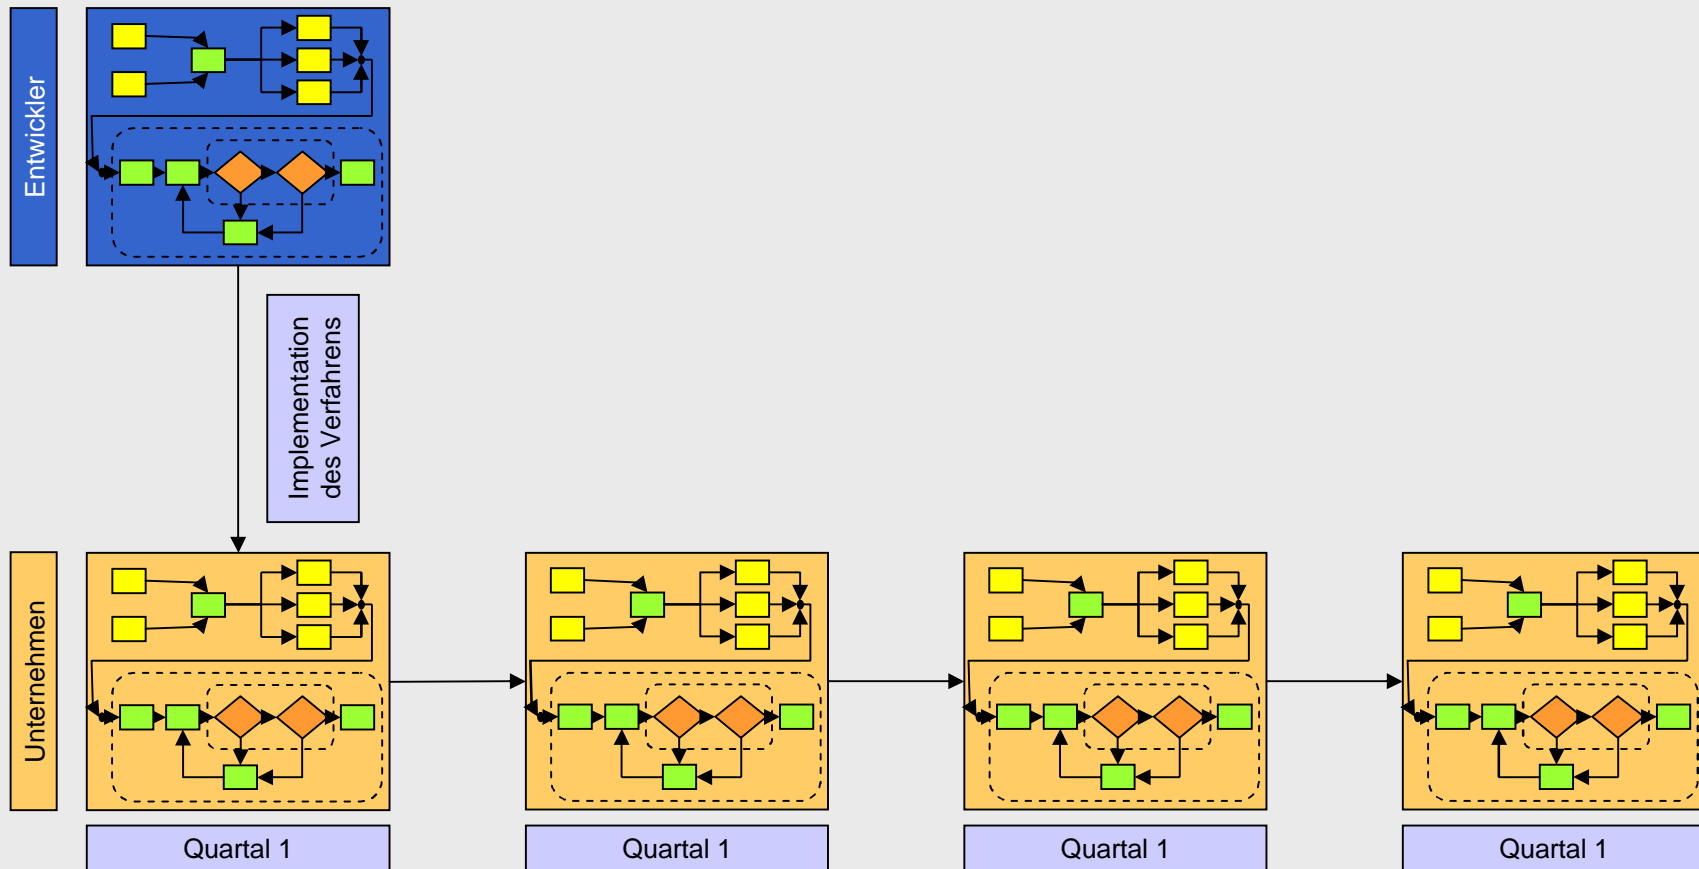 Entwickler
Implementation
des Verfahrens
Unternehmen
Quartal 1
Quartal 1
Quartal 1
Quartal 1